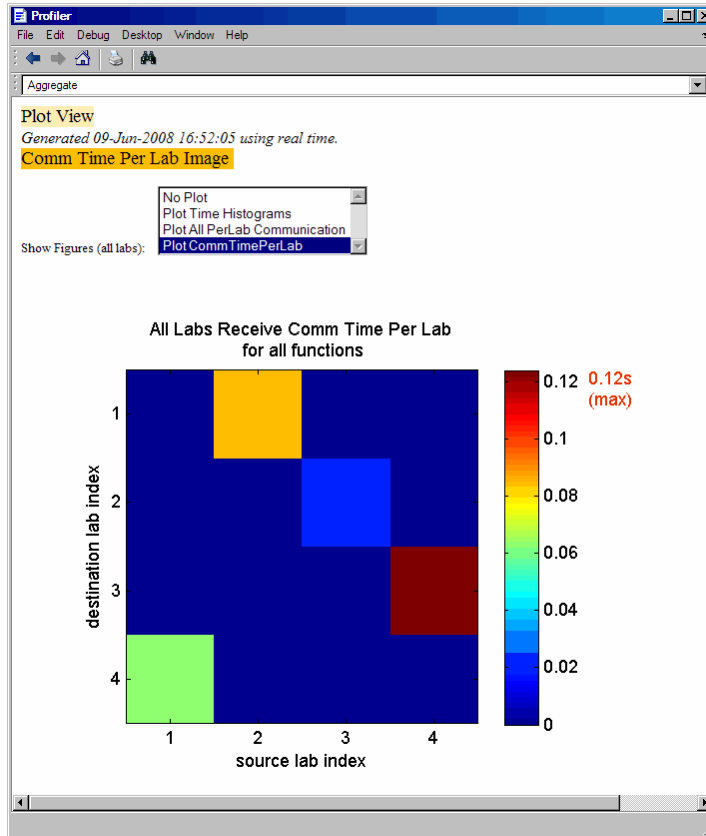 Profiler
File Edit Debug Desktop Window Help
Aggregate
Plot View
Generated 09-Jun-2008 16:52:05 using real time.
Comm Time Per Lab Image
No Plot
Plot Time Histograms
Plot All PerLab Communication
Show Figures (all labs): Plot CommTimePerLab
All Labs Receive Comm Time Per Lab
for all functions
0.12 0.12s
(max)
1
0.1
0.08
2
destination lab index
0.06
3
0.04
0.02
4
0
1 2 3 4
source lab index